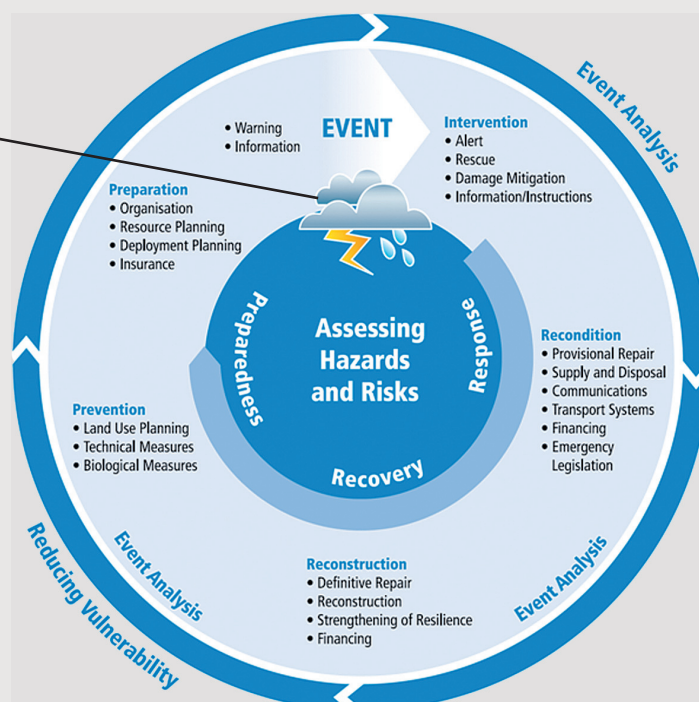 Event Analysis
• Warning
• Information
EVENT
Intervention
• Alert
• Rescue
• Damage Mitigation
• Information/Instructions
Preparation
• Organisation
• Resource Planning
• Deployment Planning
• Insurance
Preparedness
Assessing
Hazards
and Risks
Response
Recovery
Recondition
• Provisional Repair
• Supply and Disposal
• Communications
• Transport Systems
• Financing
• Emergency
Legislation
Prevention
• Land Use Planning
• Technical Measures
• Biological Measures
Reconstruction
• Definitive Repair
• Reconstruction
• Strengthening of Resilience
• Financing
Event Analysis
Event Analysis
Reducing Vulnerability